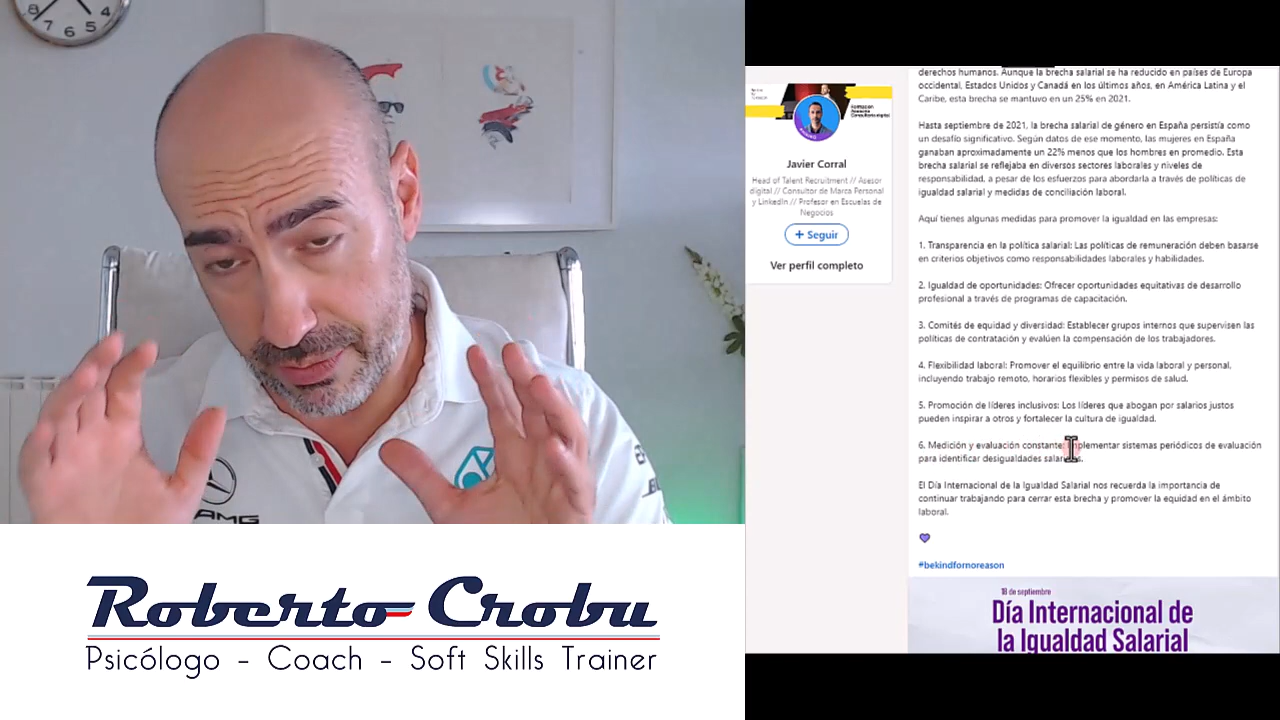 AMG
Roberto Crobu
Psicólogo - Coach - Soft Skills Trainer
Javier Corral
Head of Talent Recruitment // Asesor
digital // Consultor de Marca Personal
y LinkedIn // Profesor en Escuelas de
Negocios
+ Seguir
Ver perfil completo
derechos humanos. Aunque la brecha salarial se ha reducido en países de Europa
occidental, Estados Unidos y Canadá en los últimos años, en América Latina y el
Caribe, esta brecha se mantuvo en un 25% en 2021.
Hasta septiembre de 2021, la brecha salarial de género en España persistía como
un desafío significativo. Según datos de ese momento, las mujeres en España
ganaban aproximadamente un 22% menos que los hombres en promedio. Esta
brecha salarial se reflejaba en diversos sectores laborales y niveles de
responsabilidad, a pesar de los esfuerzos para abordarla a través de políticas de
igualdad salarial y medidas de conciliación laboral.
Aquí tienes algunas medidas para promover la igualdad en las empresas:
1. Transparencia en la política salarial: Las políticas de remuneración deben basarse
en criterios objetivos como responsabilidades laborales y habilidades.
2. Igualdad de oportunidades: Ofrecer oportunidades equitativas de desarrollo
profesional a través de programas de capacitación.
3. Comités de equidad y diversidad: Establecer grupos internos que supervisen las
políticas de contratación y evalúen la compensación de los trabajadores.
4. Flexibilidad laboral: Promover el equilibrio entre la vida laboral y personal,
incluyendo trabajo remoto, horarios flexibles y permisos de salud.
5. Promoción de líderes inclusivos: Los líderes que abogan por salarios justos
pueden inspirar a otros y fortalecer la cultura de igualdad.
6. Medición y evaluación constante: Implementar sistemas periódicos de evaluación
para identificar desigualdades salariales.
El Día Internacional de la Igualdad Salarial nos recuerda la importancia de
continuar trabajando para cerrar esta brecha y promover la equidad en el ámbito
laboral.
#bekindfornoreason
18 de septiembre
Día Internacional de
la Igualdad Salarial